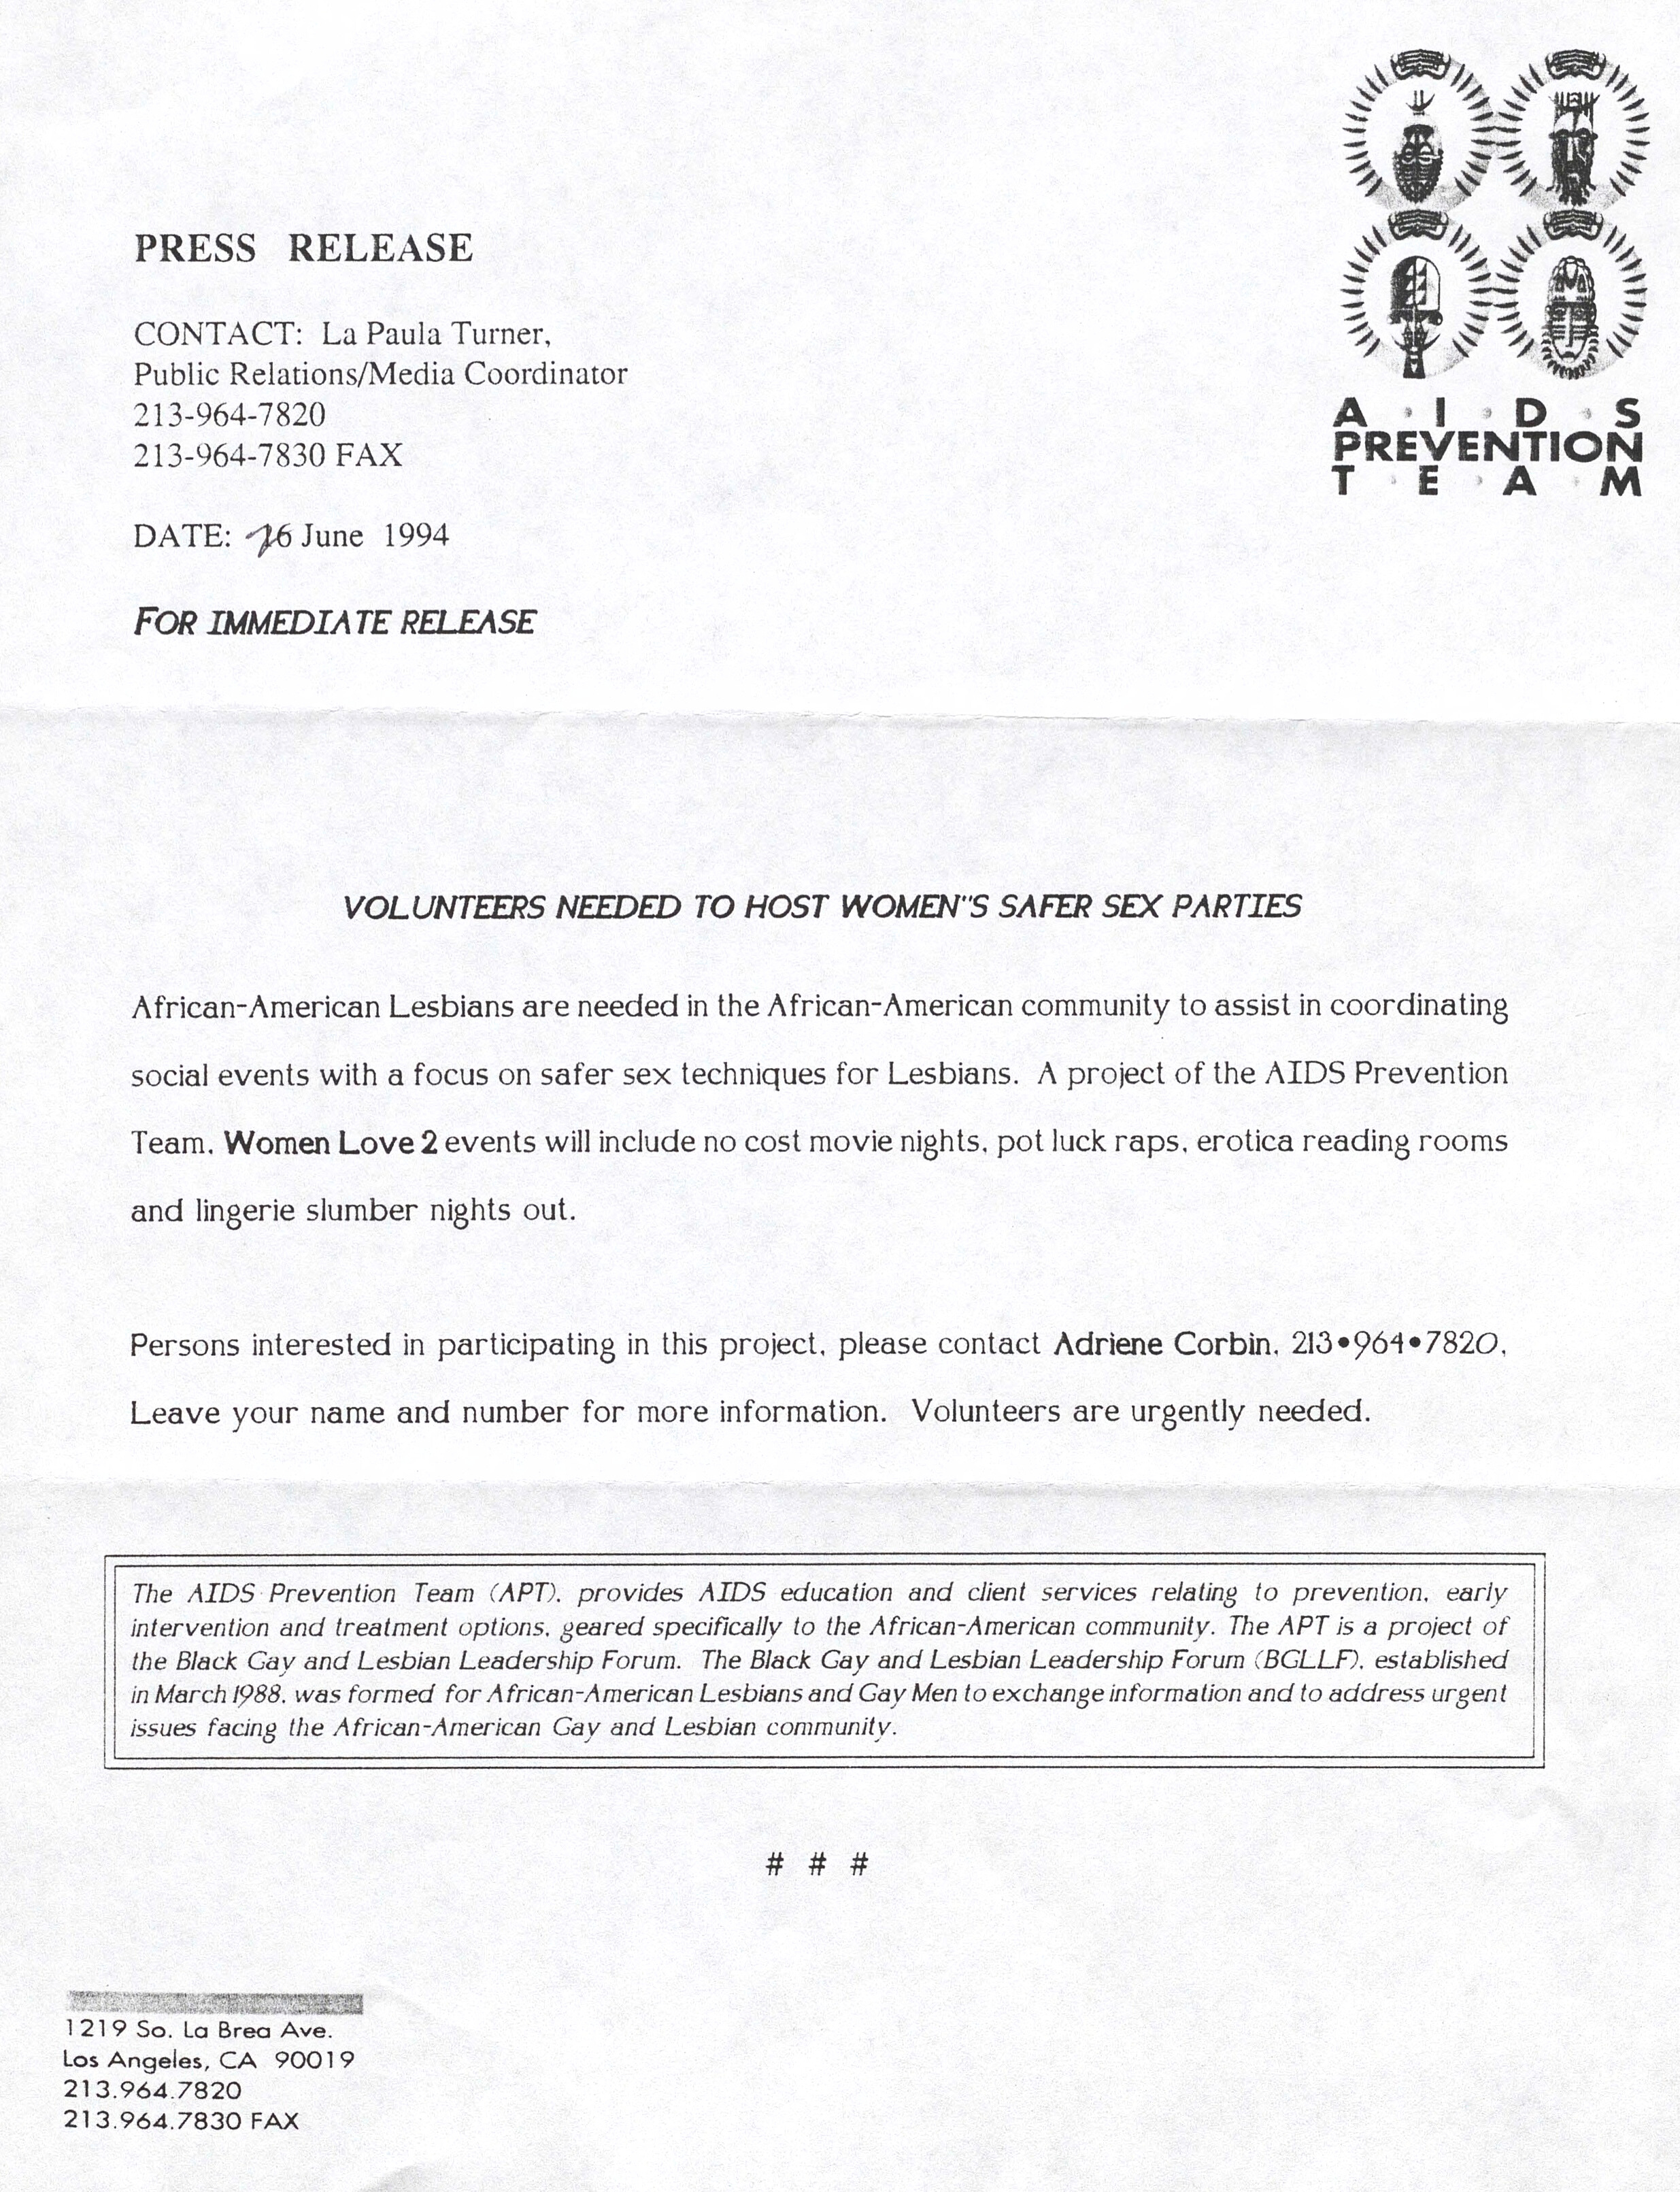 A • I • D • S
PREVENTION
T • E • A • M
PRESS RELEASE
CONTACT: La Paula Turner,
Public Relations/Media Coordinator
213-964-7820
213-964-7830 FAX
DATE: June 1994
FOR IMMEDIATE RELEASE
VOLUNTEERS NEEDED TO HOST WOMEN"S SAFER SEX PARTIES
African-American Lesbians are needed in the African-American community to assist in coordinating
social events with a focus on safer sex techniques for Lesbians. A project of the AIDS Prevention
Team, Women Love 2 events will include no cost movie nights, pot luck raps, erotica reading rooms
and lingerie slumber nights out.
Persons interested in participating in this project, please contact Adriene Corbin, 213•964•7820,
Leave your name and number for more information. Volunteers are urgently needed.
The AIDS Prevention Team (APT), provides AIDS education and client services relating to prevention, early
intervention and treatment options, geared specifically to the African-American community. The APT is a project of
the Black Gay and Lesbian Leadership Forum. The Black Gay and Lesbian Leadership Forum (BGLLF), established
in March 1988, was formed for African-American Lesbians and Gay Men to exchange information and to address urgent
issues facing the African-American Gay and Lesbian community.
# # #
1219 So. La Brea Ave.
Los Angeles, CA 90019
213.964.7820
213.964.7830 FAX